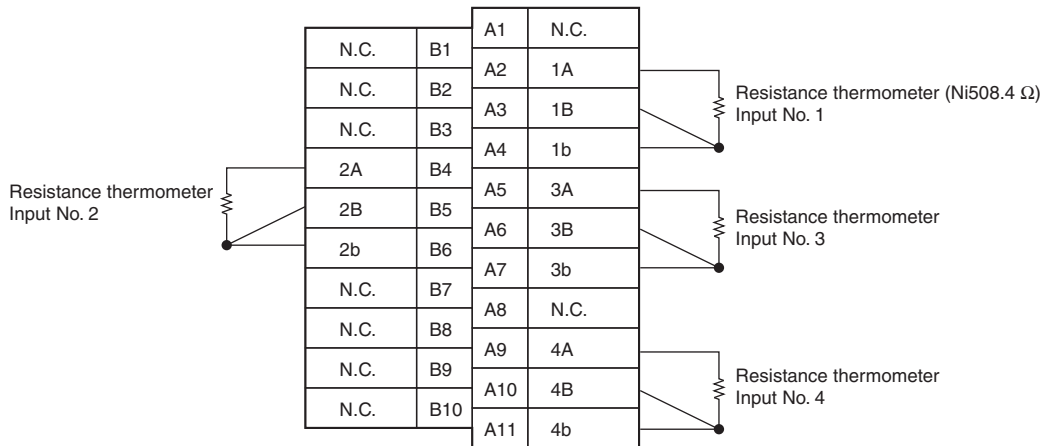 A1 N.C.
N.C. B1
A2 1A
N.C. B2
A3 1B
N.C. B3
A4 1b
2A B4
A5 3A
2B B5
A6 3B
2b B6
A7 3b
N.C. B7
A8 N.C.
N.C. B8
A9 4A
N.C. B9
A10 4B
N.C. B10
A11 4b
Resistance thermometer
Input No. 2
Resistance thermometer (Ni508.4 Ω)
Input No. 1
Resistance thermometer
Input No. 3
Resistance thermometer
Input No. 4